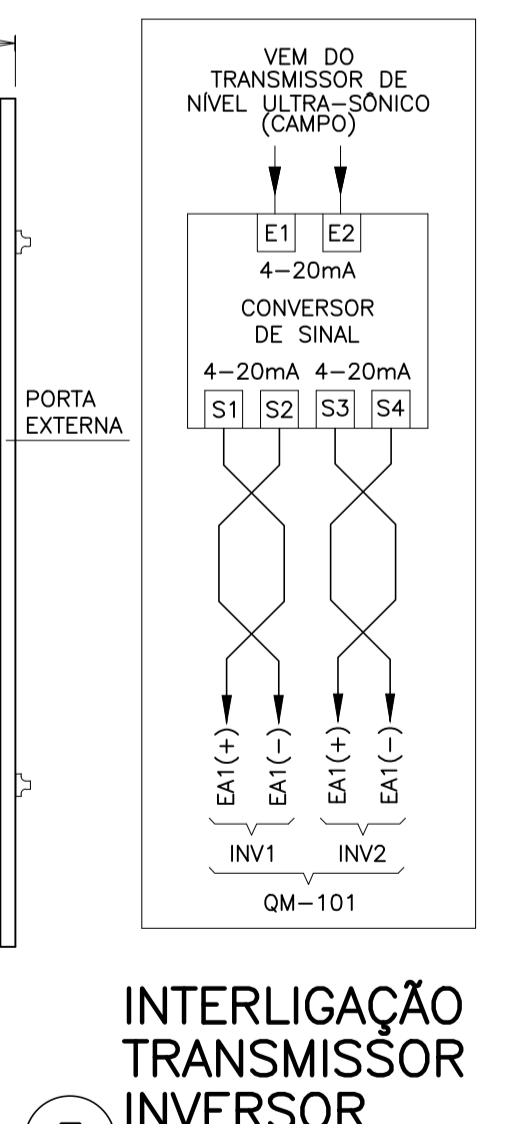 VEM DO
TRANSMISSOR DE
NÍVEL ULTRA-SÔNICO
(CAMPO)
E1 E2
4-20mA
CONVERSOR
DE SINAL
4-20mA 4-20mA
S1 S2 S3 S4
PORTA
EXTERNA
EA1(+) EA1(-) EA1(+) EA1(-)
INV1 INV2
QM-101
INTERLIGAÇÃO
TRANSMISSOR
INVERSOR